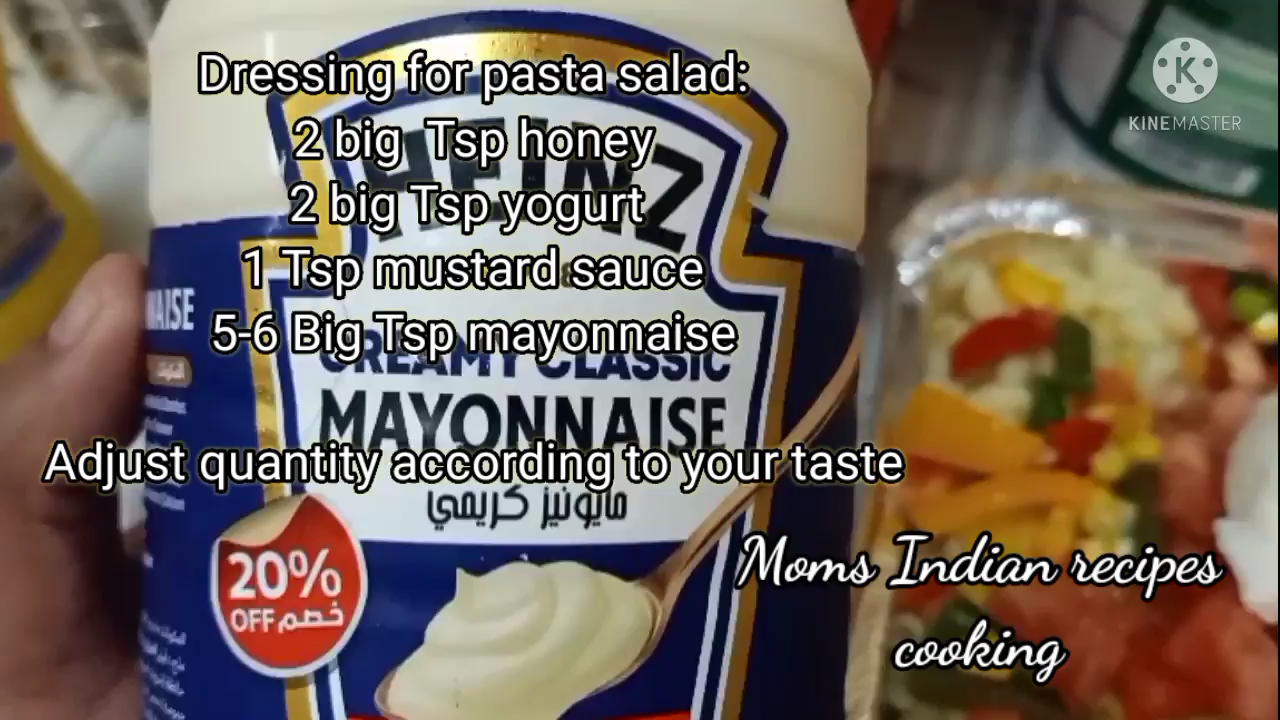 Dressing for pasta salad:
2 big Tsp honey
2 big Tsp yogurt
1 Tsp mustard sauce
5-6 Big Tsp mayonnaise
Adjust quantity according to your taste
Moms Indian recipes
cooking
KINEMASTER
HEINZ
CREAMY CLASSIC
MAYONNAISE
مايونيز كريمي
20%
OFF خصم
NAISE